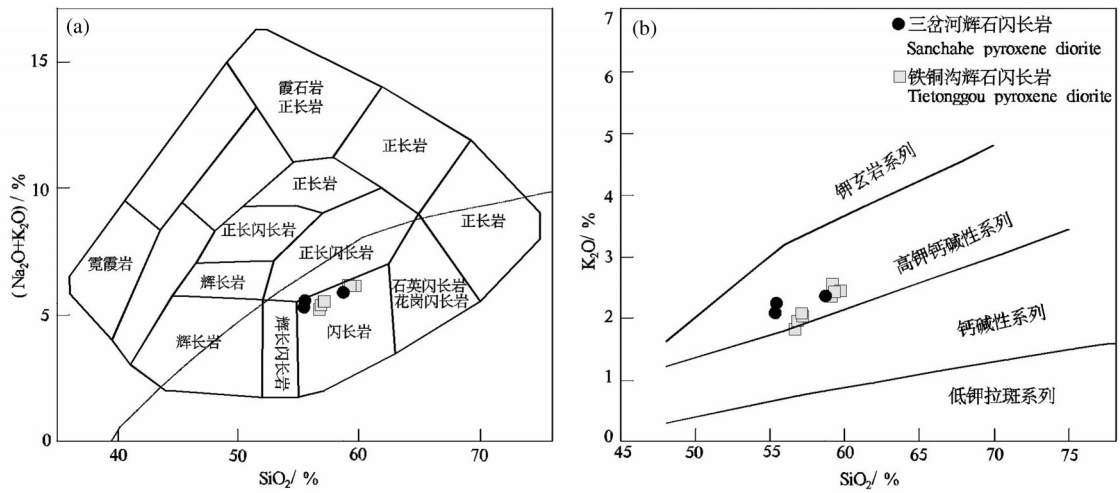 (a)
(Na₂O+K₂O)/ %
15
10
5
0
40
50
60
70
SiO₂/ %
霞石岩
正长岩
正长岩
正长岩
正长岩
正长闪长岩
正长闪长岩
霓霞岩
辉长岩
石英闪长岩
花岗闪长岩
辉长岩
辉长闪长岩
闪长岩
(b)
K₂O/ %
7
6
5
4
3
2
1
0
45
50
55
60
65
70
75
SiO₂/ %
三岔河辉石闪长岩
Sanchahe pyroxene diorite
铁铜沟辉石闪长岩
Tietonggou pyroxene diorite
钾玄岩系列
高钾钙碱性系列
钙碱性系列
低钾拉斑系列